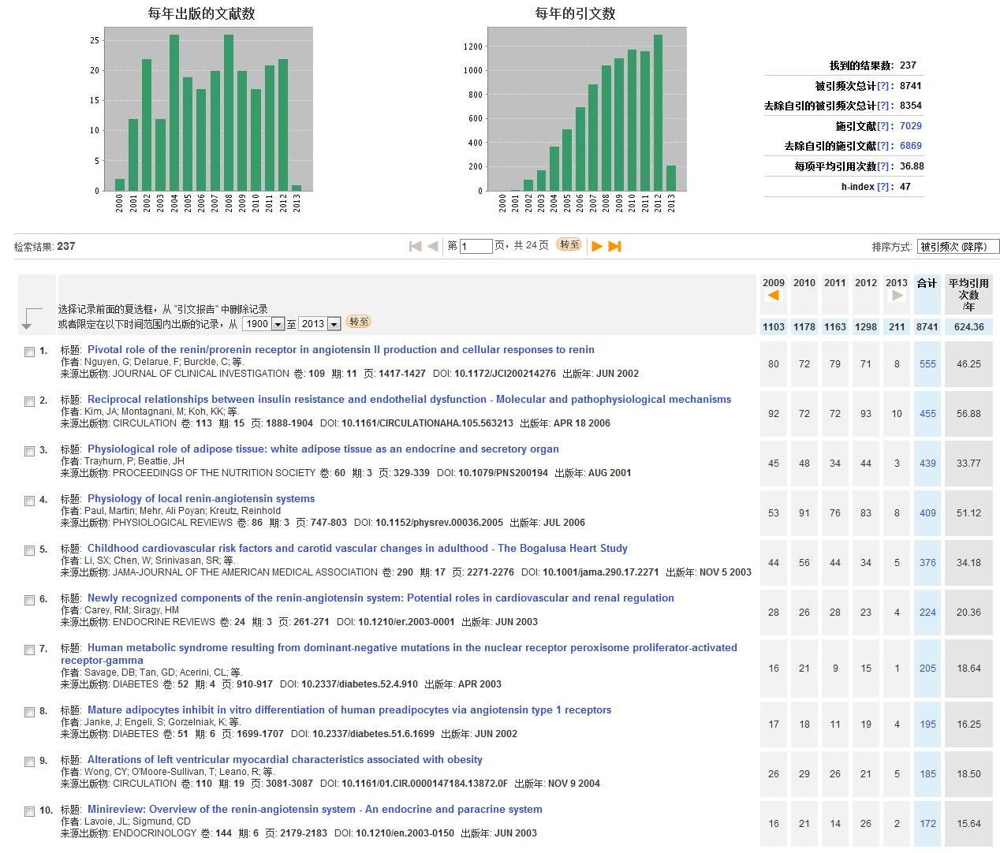 每年出版的文献数
25
20
15
10
5
0
2000 2001 2002 2003 2004 2005 2006 2007 2008 2009 2010 2011 2012 2013
每年的引文数
1200
1000
800
600
400
200
0
2000 2001 2002 2003 2004 2005 2006 2007 2008 2009 2010 2011 2012 2013
找到的结果数: 237
被引频次总计[?]: 8741
去除自引的被引频次总计[?]: 8354
施引文献[?]: 7029
去除自引的施引文献[?]: 6869
每项平均引用次数[?]: 36.88
h-index [?]: 47
检索结果: 237
第 1 页，共 24 页 转至
排序方式: 被引频次 (降序)
2009 2010 2011 2012 2013 合计 平均引用
次数
/年
选择记录前面的复选框，从 "引文报告" 中删除记录
或者限定在以下时间范围内出版的记录，从 1900 至 2013 转至
1103 1178 1163 1298 211 8741 624.36
1. 标题: Pivotal role of the renin/prorenin receptor in angiotensin II production and cellular responses to renin
作者: Nguyen, G; Delarue, F; Burckle, C; 等.
来源出版物: JOURNAL OF CLINICAL INVESTIGATION 卷: 109 期: 11 页: 1417-1427 DOI: 10.1172/JCI200214276 出版年: JUN 2002
80 72 79 71 8 555 46.25
2. 标题: Reciprocal relationships between insulin resistance and endothelial dysfunction - Molecular and pathophysiological mechanisms
作者: Kim, JA; Montagnani, M; Koh, KK; 等.
来源出版物: CIRCULATION 卷: 113 期: 15 页: 1888-1904 DOI: 10.1161/CIRCULATIONAHA.105.563213 出版年: APR 18 2006
92 72 72 93 10 455 56.88
3. 标题: Physiological role of adipose tissue: white adipose tissue as an endocrine and secretory organ
作者: Trayhurn, P; Beattie, JH
来源出版物: PROCEEDINGS OF THE NUTRITION SOCIETY 卷: 60 期: 3 页: 329-339 DOI: 10.1079/PNS200194 出版年: AUG 2001
45 48 34 44 3 439 33.77
4. 标题: Physiology of local renin-angiotensin systems
作者: Paul, Martin; Mehr, Ali Poyan; Kreutz, Reinhold
来源出版物: PHYSIOLOGICAL REVIEWS 卷: 86 期: 3 页: 747-803 DOI: 10.1152/physrev.00036.2005 出版年: JUL 2006
53 91 76 83 8 409 51.12
5. 标题: Childhood cardiovascular risk factors and carotid vascular changes in adulthood - The Bogalusa Heart Study
作者: Li, SX; Chen, W; Srinivasan, SR; 等.
来源出版物: JAMA-JOURNAL OF THE AMERICAN MEDICAL ASSOCIATION 卷: 290 期: 17 页: 2271-2276 DOI: 10.1001/jama.290.17.2271 出版年: NOV 5 2003
44 56 44 34 5 376 34.18
6. 标题: Newly recognized components of the renin-angiotensin system: Potential roles in cardiovascular and renal regulation
作者: Carey, RM; Siragy, HM
来源出版物: ENDOCRINE REVIEWS 卷: 24 期: 3 页: 261-271 DOI: 10.1210/er.2003-0001 出版年: JUN 2003
28 26 28 23 4 224 20.36
7. 标题: Human metabolic syndrome resulting from dominant-negative mutations in the nuclear receptor peroxisome proliferator-activated
receptor-gamma
作者: Savage, DB; Tan, GD; Acerini, CL; 等.
来源出版物: DIABETES 卷: 52 期: 4 页: 910-917 DOI: 10.2337/diabetes.52.4.910 出版年: APR 2003
16 21 9 15 1 205 18.64
8. 标题: Mature adipocytes inhibit in vitro differentiation of human preadipocytes via angiotensin type 1 receptors
作者: Janke, J; Engeli, S; Gorzelniak, K; 等.
来源出版物: DIABETES 卷: 51 期: 6 页: 1699-1707 DOI: 10.2337/diabetes.51.6.1699 出版年: JUN 2002
17 18 11 19 4 195 16.25
9. 标题: Alterations of left ventricular myocardial characteristics associated with obesity
作者: Wong, CY; O'Moore-Sullivan, T; Leano, R; 等.
来源出版物: CIRCULATION 卷: 110 期: 19 页: 3081-3087 DOI: 10.1161/01.CIR.0000147184.13872.0F 出版年: NOV 9 2004
26 29 26 21 5 185 18.50
10. 标题: Minireview: Overview of the renin-angiotensin system - An endocrine and paracrine system
作者: Lavoie, JL; Sigmund, CD
来源出版物: ENDOCRINOLOGY 卷: 144 期: 6 页: 2179-2183 DOI: 10.1210/en.2003-0150 出版年: JUN 2003
16 21 14 26 2 172 15.64